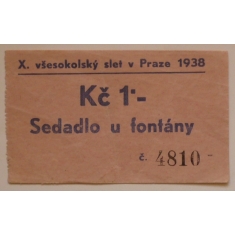 X. všesokolský slet v Praze 1938
Kč 1·-
Sedadlo u fontány
č. 4810 -